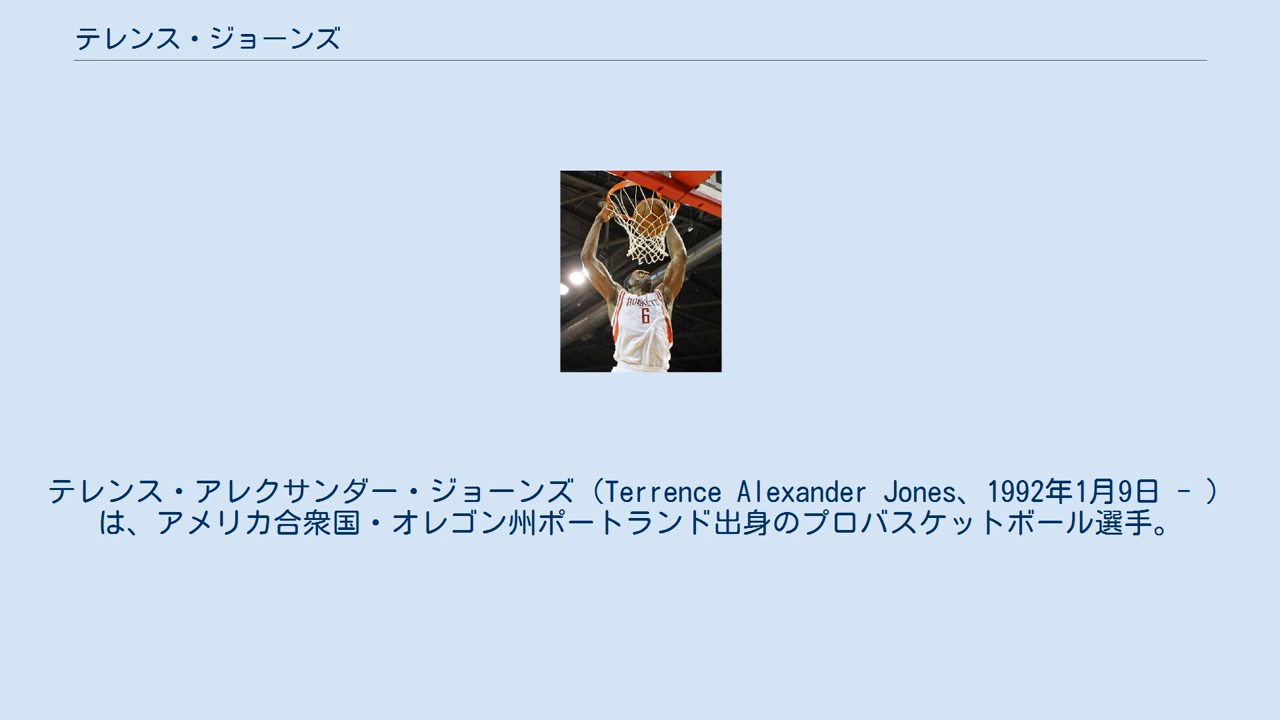 テレンス・ジョーンズ
ROCKETS
6
テレンス・アレクサンダー・ジョーンズ（Terrence Alexander Jones、1992年1月9日 - ）
は、アメリカ合衆国・オレゴン州ポートランド出身のプロバスケットボール選手。